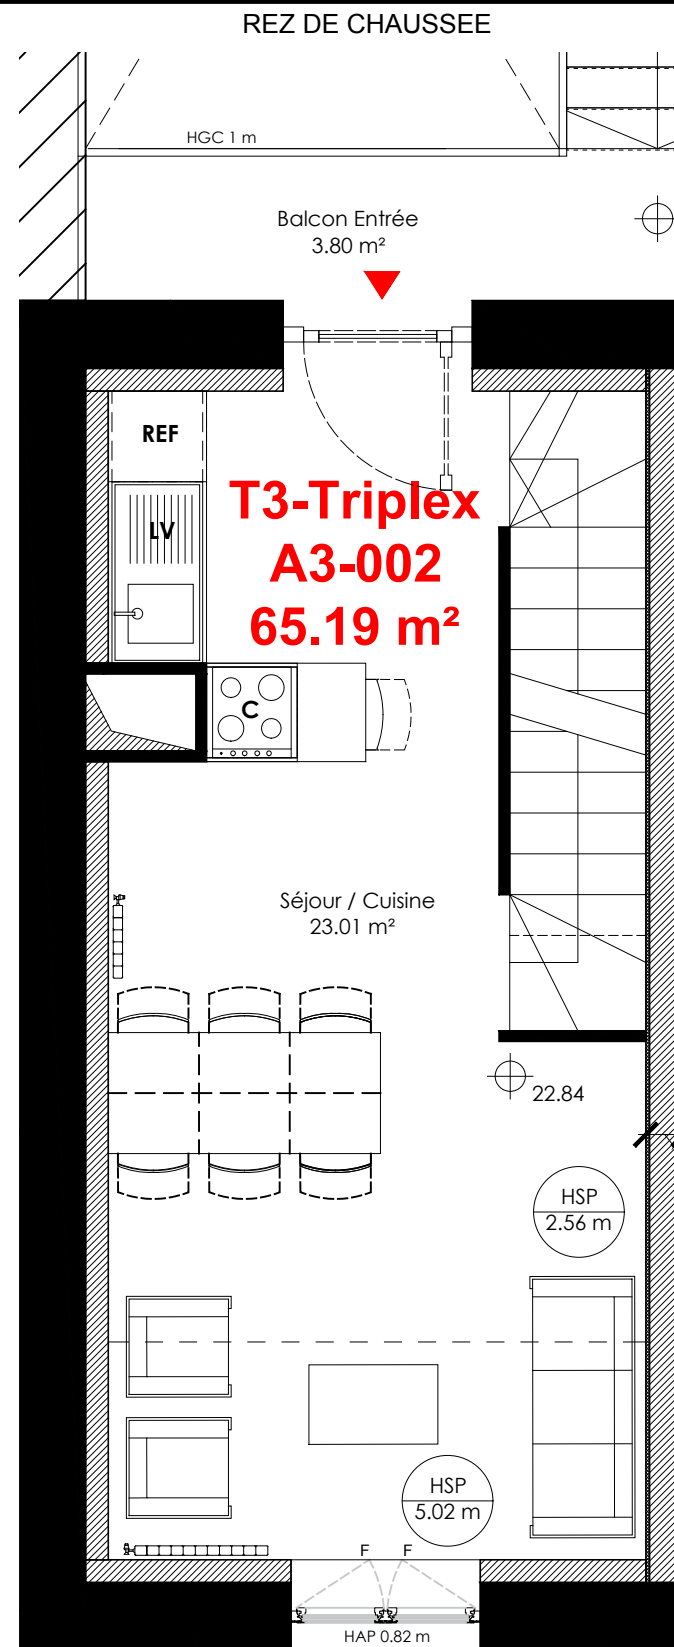 REZ DE CHAUSSEE
HGC 1 m
Balcon Entrée
3.80 m²
REF
T3-Triplex
LV
A3-002
65.19 m²
C
Séjour / Cuisine
23.01 m²
22.84
HSP
2.56 m
HSP
5.02 m
F F
HAP 0.82 m